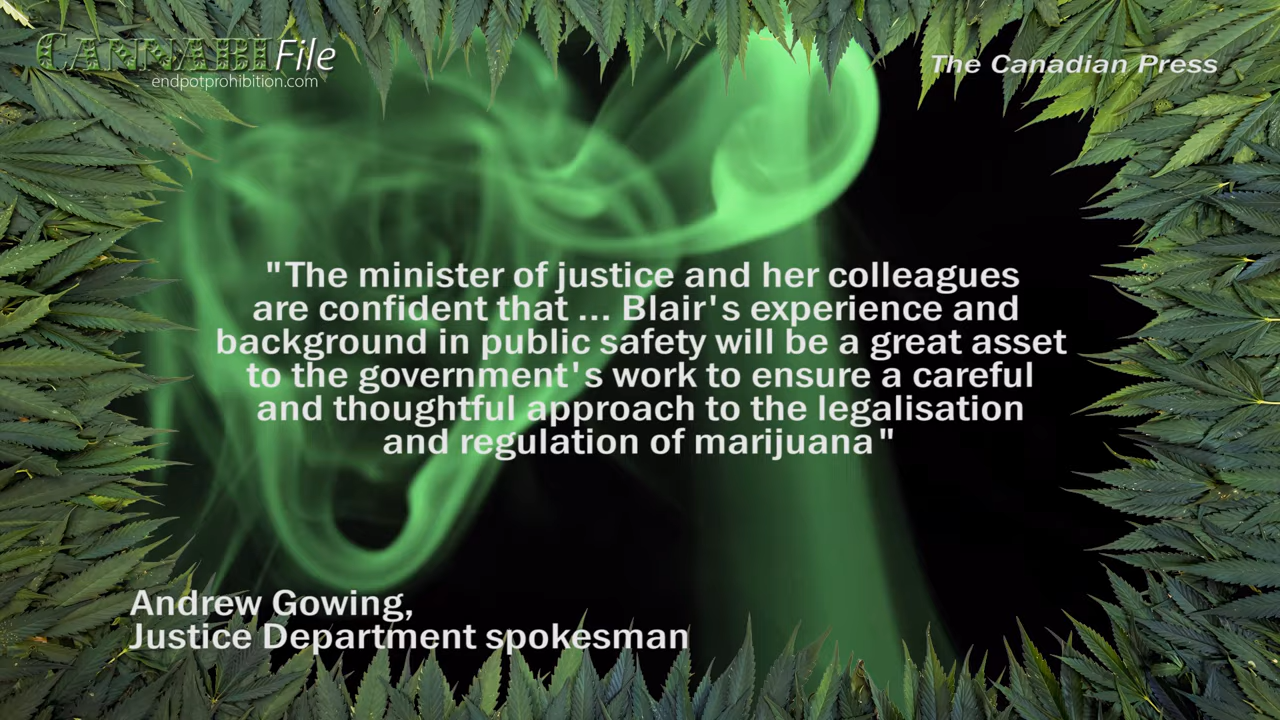 CANNABIFile
endpotprohibition.com
The Canadian Press
"The minister of justice and her colleagues
are confident that ... Blair's experience and
background in public safety will be a great asset
to the government's work to ensure a careful
and thoughtful approach to the legalisation
and regulation of marijuana"
Andrew Gowing,
Justice Department spokesman